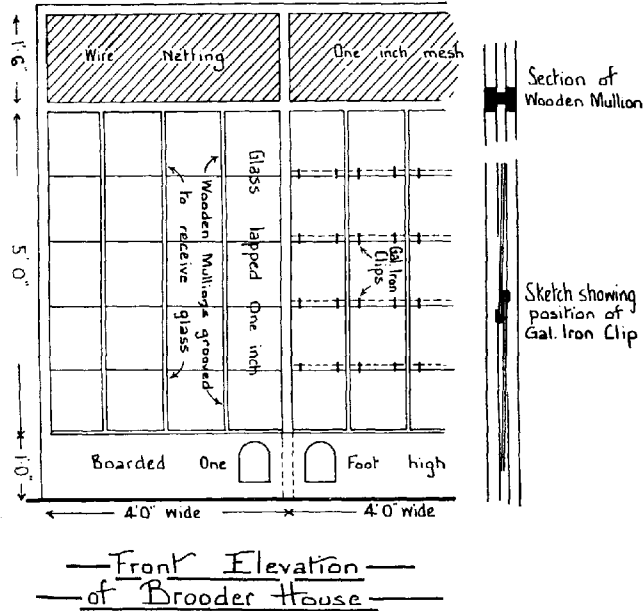 1'6"
Wire Netting
One inch mesh
Section of
Wooden Mullion
5'0"
Glass lapped One inch
Wooden Mullions grooved
to receive glass
Gal. Iron
Clips
Sketch showing
position of
Gal. Iron Clip
1'0"
Boarded One Foot high
4'0" wide
4'0" wide
Front Elevation
of Brooder House